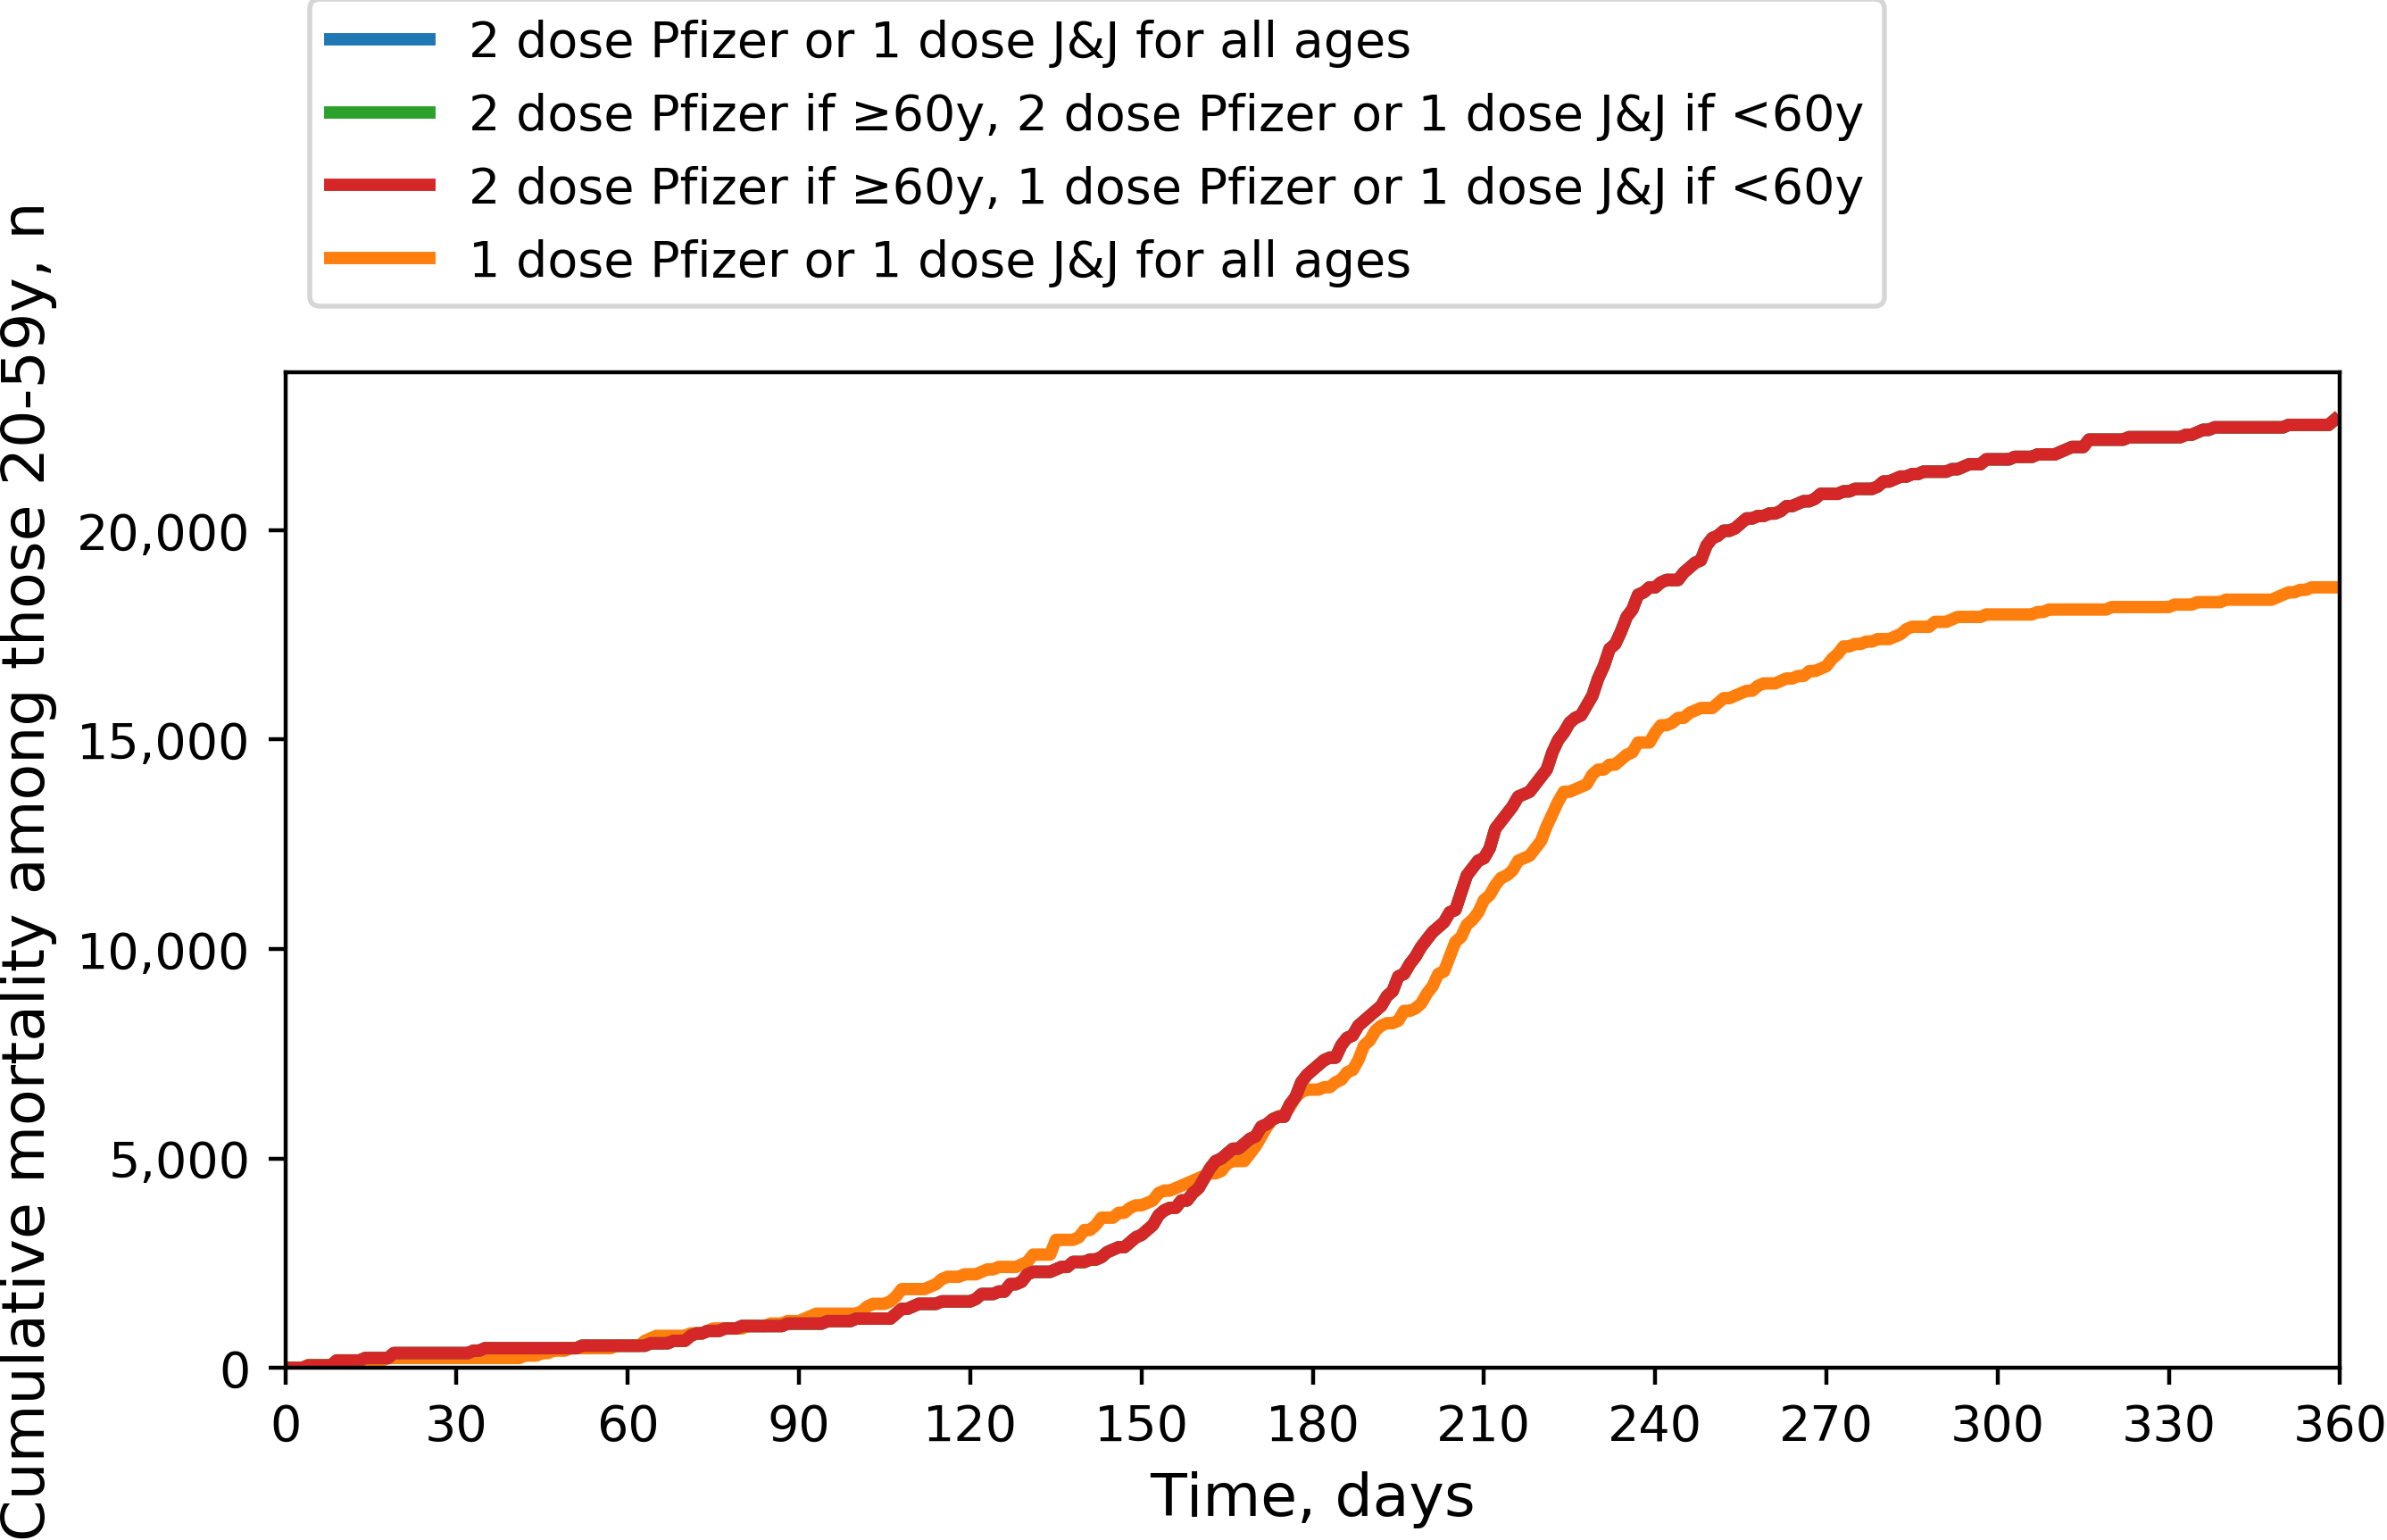 2 dose Pfizer or 1 dose J&J for all ages
2 dose Pfizer if ≥60y, 2 dose Pfizer or 1 dose J&J if <60y
2 dose Pfizer if ≥60y, 1 dose Pfizer or 1 dose J&J if <60y
1 dose Pfizer or 1 dose J&J for all ages
Cumulative mortality among those 20-59y, n
20,000
15,000
10,000
5,000
0
0 30 60 90 120 150 180 210 240 270 300 330 360
Time, days